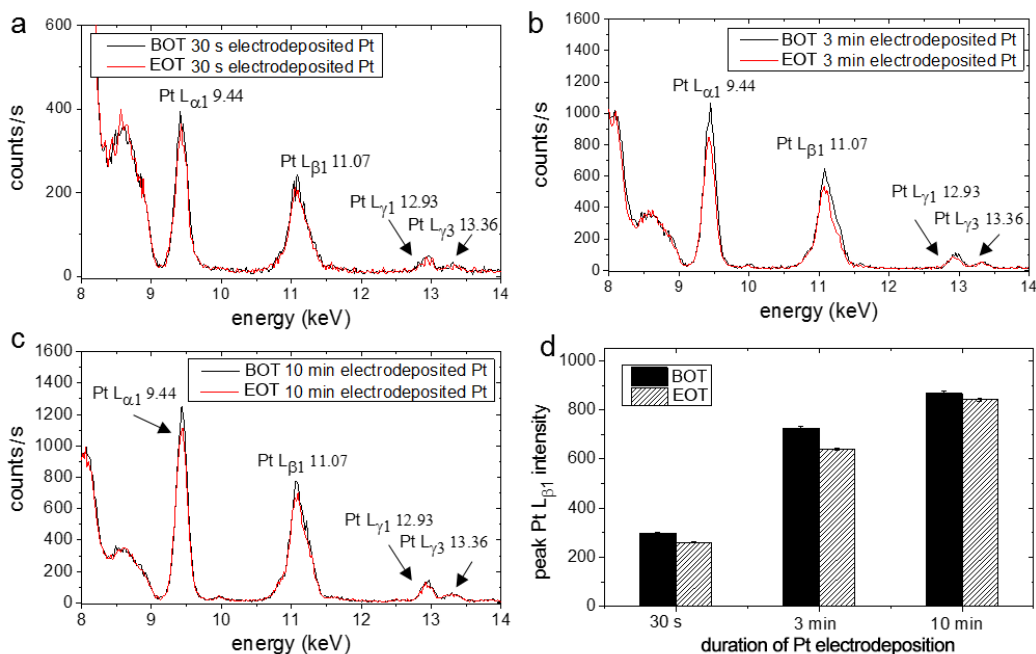 a
BOT 30 s electrodeposited Pt
EOT 30 s electrodeposited Pt
Pt Lα1 9.44
Pt Lβ1 11.07
Pt Lγ1 12.93
Pt Lγ3 13.36
counts/s
600
400
200
0
8 9 10 11 12 13 14
energy (keV)
b
BOT 3 min electrodeposited Pt
EOT 3 min electrodeposited Pt
Pt Lα1 9.44
Pt Lβ1 11.07
Pt Lγ1 12.93
Pt Lγ3 13.36
counts/s
1600
1400
1200
1000
800
600
400
200
0
8 9 10 11 12 13 14
energy (keV)
c
BOT 10 min electrodeposited Pt
EOT 10 min electrodeposited Pt
Pt Lα1 9.44
Pt Lβ1 11.07
Pt Lγ1 12.93
Pt Lγ3 13.36
counts/s
1600
1400
1200
1000
800
600
400
200
0
8 9 10 11 12 13 14
energy (keV)
d
BOT
EOT
peak Pt Lβ1 intensity
1000
800
600
400
200
0
30 s 3 min 10 min
duration of Pt electrodeposition